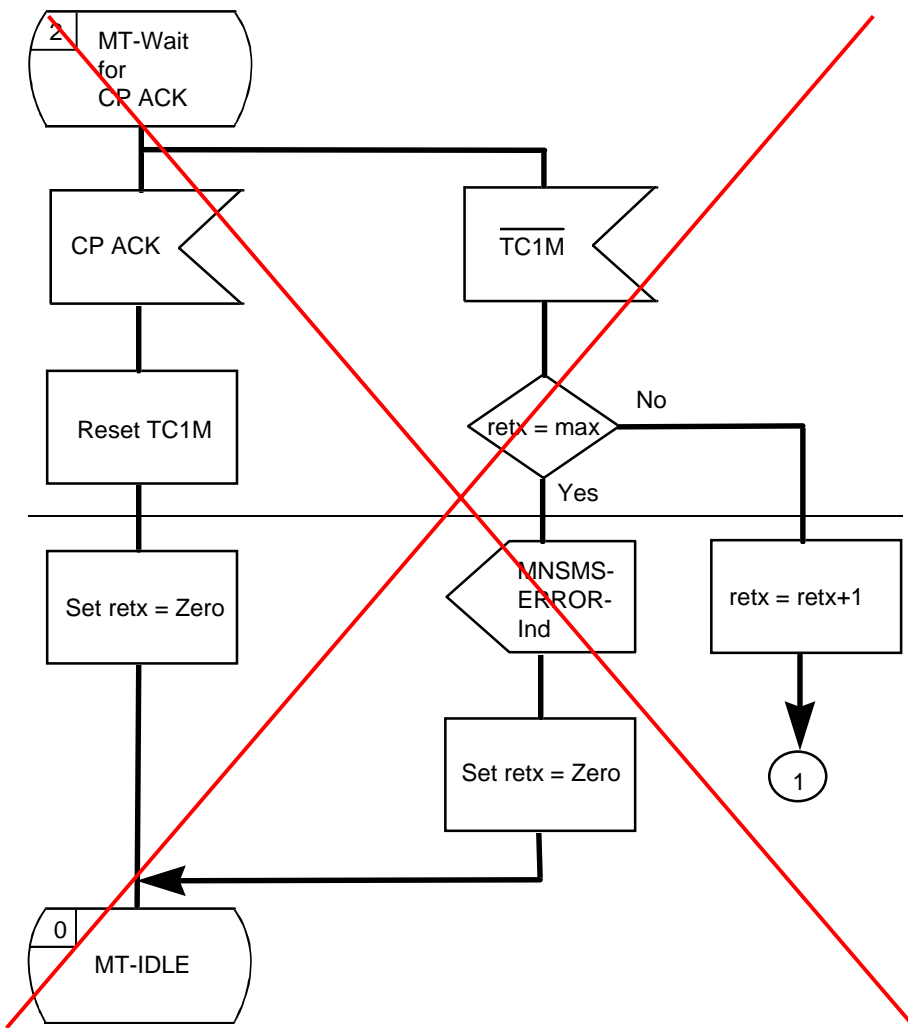 2
MT-Wait
for
CP ACK
CP ACK
TC1M
Reset TC1M
retx = max
No
Yes
Set retx = Zero
MNSMS-
ERROR-
Ind
retx = retx+1
Set retx = Zero
1
0
MT-IDLE